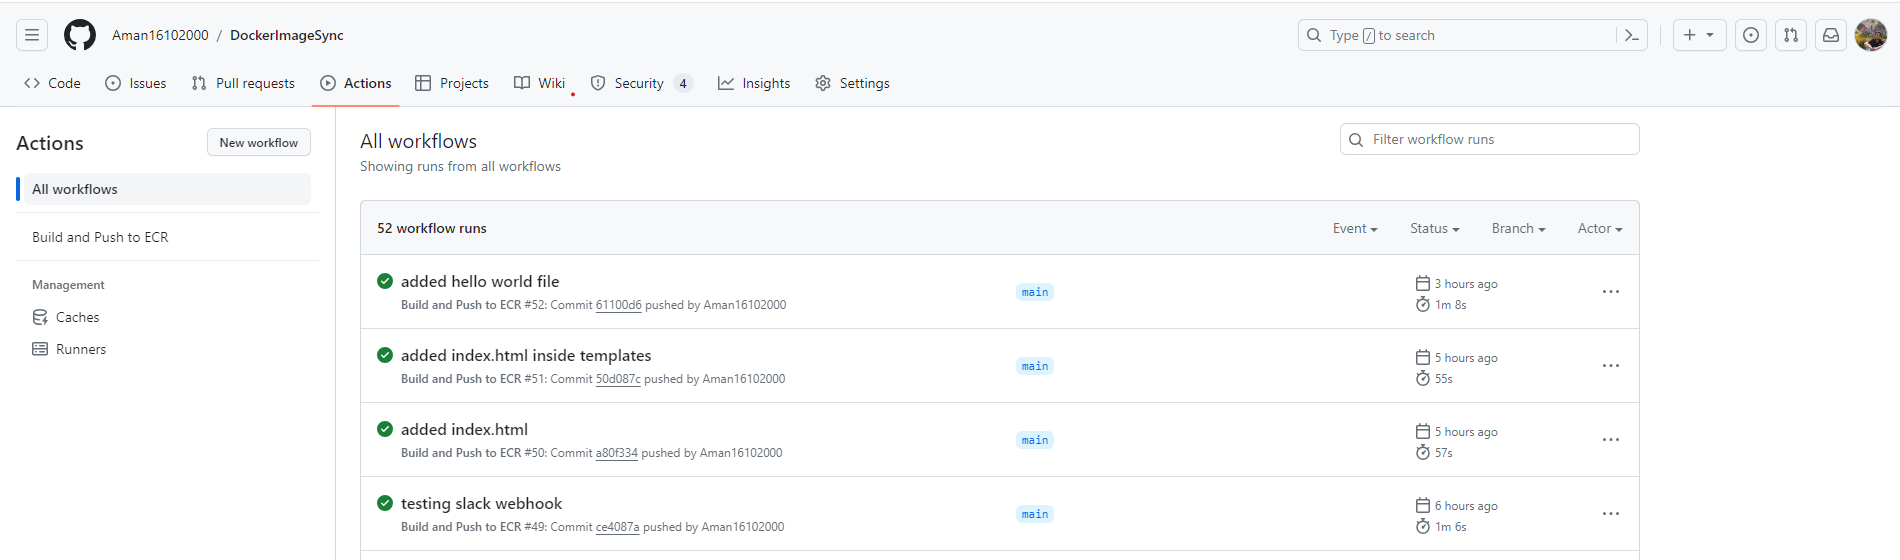 Aman16102000 / DockerImageSync
Type / to search
Code Issues Pull requests Actions Projects Wiki Security 4 Insights Settings
Actions
New workflow
All workflows
Build and Push to ECR
Management
Caches
Runners
All workflows
Showing runs from all workflows
Filter workflow runs
52 workflow runs
Event Status Branch Actor
added hello world file
Build and Push to ECR #52: Commit 61100d6 pushed by Aman16102000
main
3 hours ago
1m 8s
added index.html inside templates
Build and Push to ECR #51: Commit 50d087c pushed by Aman16102000
main
5 hours ago
55s
added index.html
Build and Push to ECR #50: Commit a80f334 pushed by Aman16102000
main
5 hours ago
57s
testing slack webhook
Build and Push to ECR #49: Commit ce4087a pushed by Aman16102000
main
6 hours ago
1m 6s